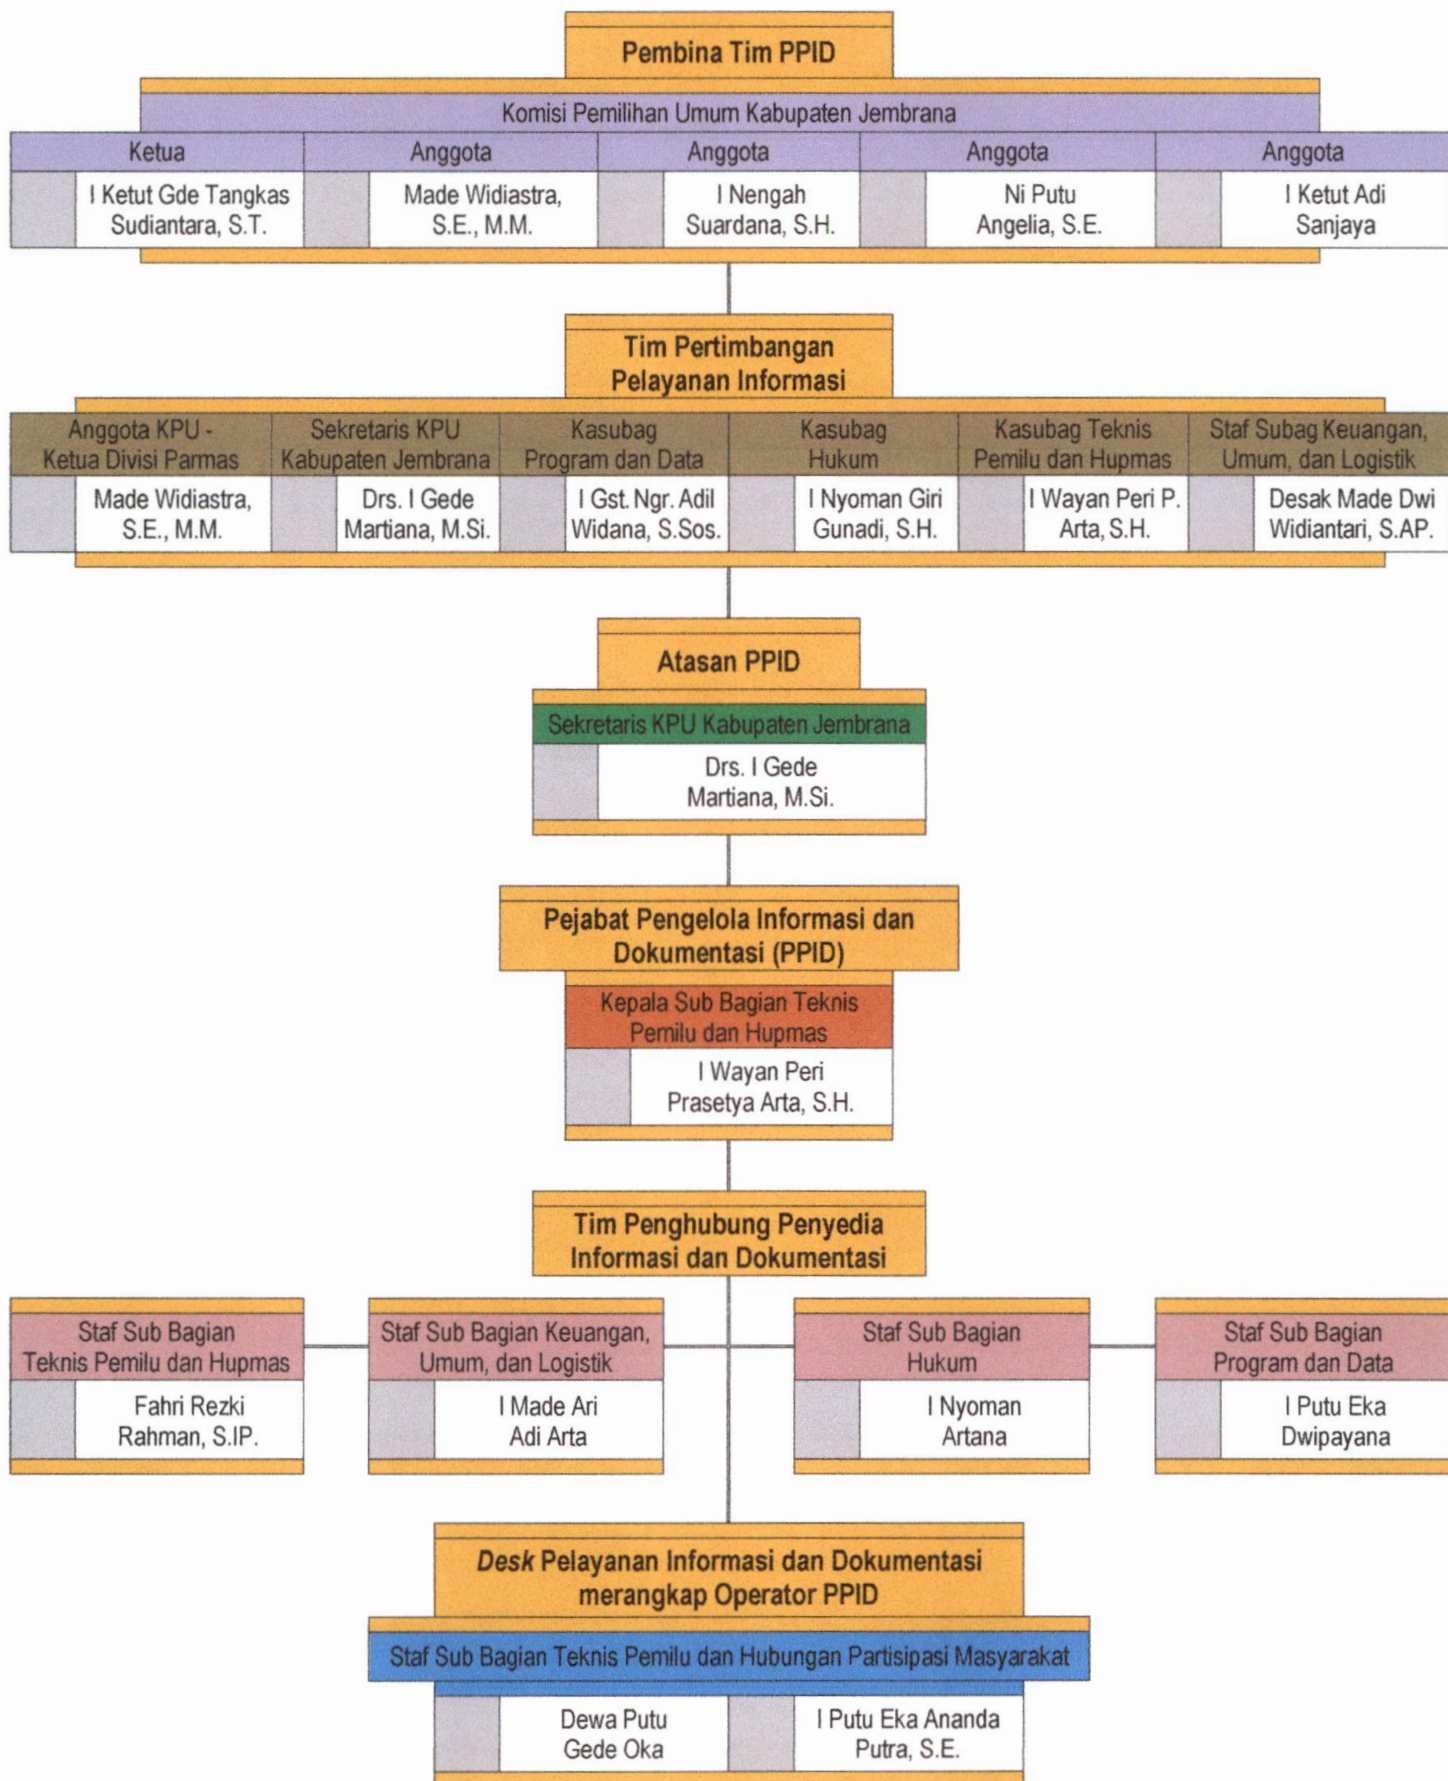 Pembina Tim PPID
Komisi Pemilihan Umum Kabupaten Jembrana
Ketua
Anggota
Anggota
Anggota
Anggota
I Ketut Gde Tangkas
Sudiantara, S.T.
Made Widiastra,
S.E., M.M.
I Nengah
Suardana, S.H.
Ni Putu
Angelia, S.E.
I Ketut Adi
Sanjaya
Tim Pertimbangan
Pelayanan Informasi
Anggota KPU -
Ketua Divisi Parmas
Sekretaris KPU
Kabupaten Jembrana
Kasubag
Program dan Data
Kasubag
Hukum
Kasubag Teknis
Pemilu dan Hupmas
Staf Subag Keuangan,
Umum, dan Logistik
Made Widiastra,
S.E., M.M.
Drs. I Gede
Martiana, M.Si.
I Gst. Ngr. Adil
Widana, S.Sos.
I Nyoman Giri
Gunadi, S.H.
I Wayan Peri P.
Arta, S.H.
Desak Made Dwi
Widiantari, S.AP.
Atasan PPID
Sekretaris KPU Kabupaten Jembrana
Drs. I Gede
Martiana, M.Si.
Pejabat Pengelola Informasi dan
Dokumentasi (PPID)
Kepala Sub Bagian Teknis
Pemilu dan Hupmas
I Wayan Peri
Prasetya Arta, S.H.
Tim Penghubung Penyedia
Informasi dan Dokumentasi
Staf Sub Bagian
Teknis Pemilu dan Hupmas
Fahri Rezki
Rahman, S.IP.
Staf Sub Bagian Keuangan,
Umum, dan Logistik
I Made Ari
Adi Arta
Staf Sub Bagian
Hukum
I Nyoman
Artana
Staf Sub Bagian
Program dan Data
I Putu Eka
Dwipayana
Desk Pelayanan Informasi dan Dokumentasi
merangkap Operator PPID
Staf Sub Bagian Teknis Pemilu dan Hubungan Partisipasi Masyarakat
Dewa Putu
Gede Oka
I Putu Eka Ananda
Putra, S.E.